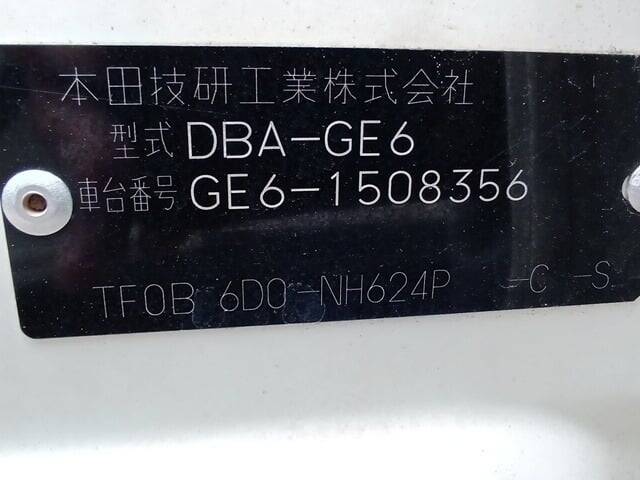 本田技研工業株式会社
型式 DBA-GE6
車台番号 GE6-1508356
TF0B 6D0-NH624P -C -S